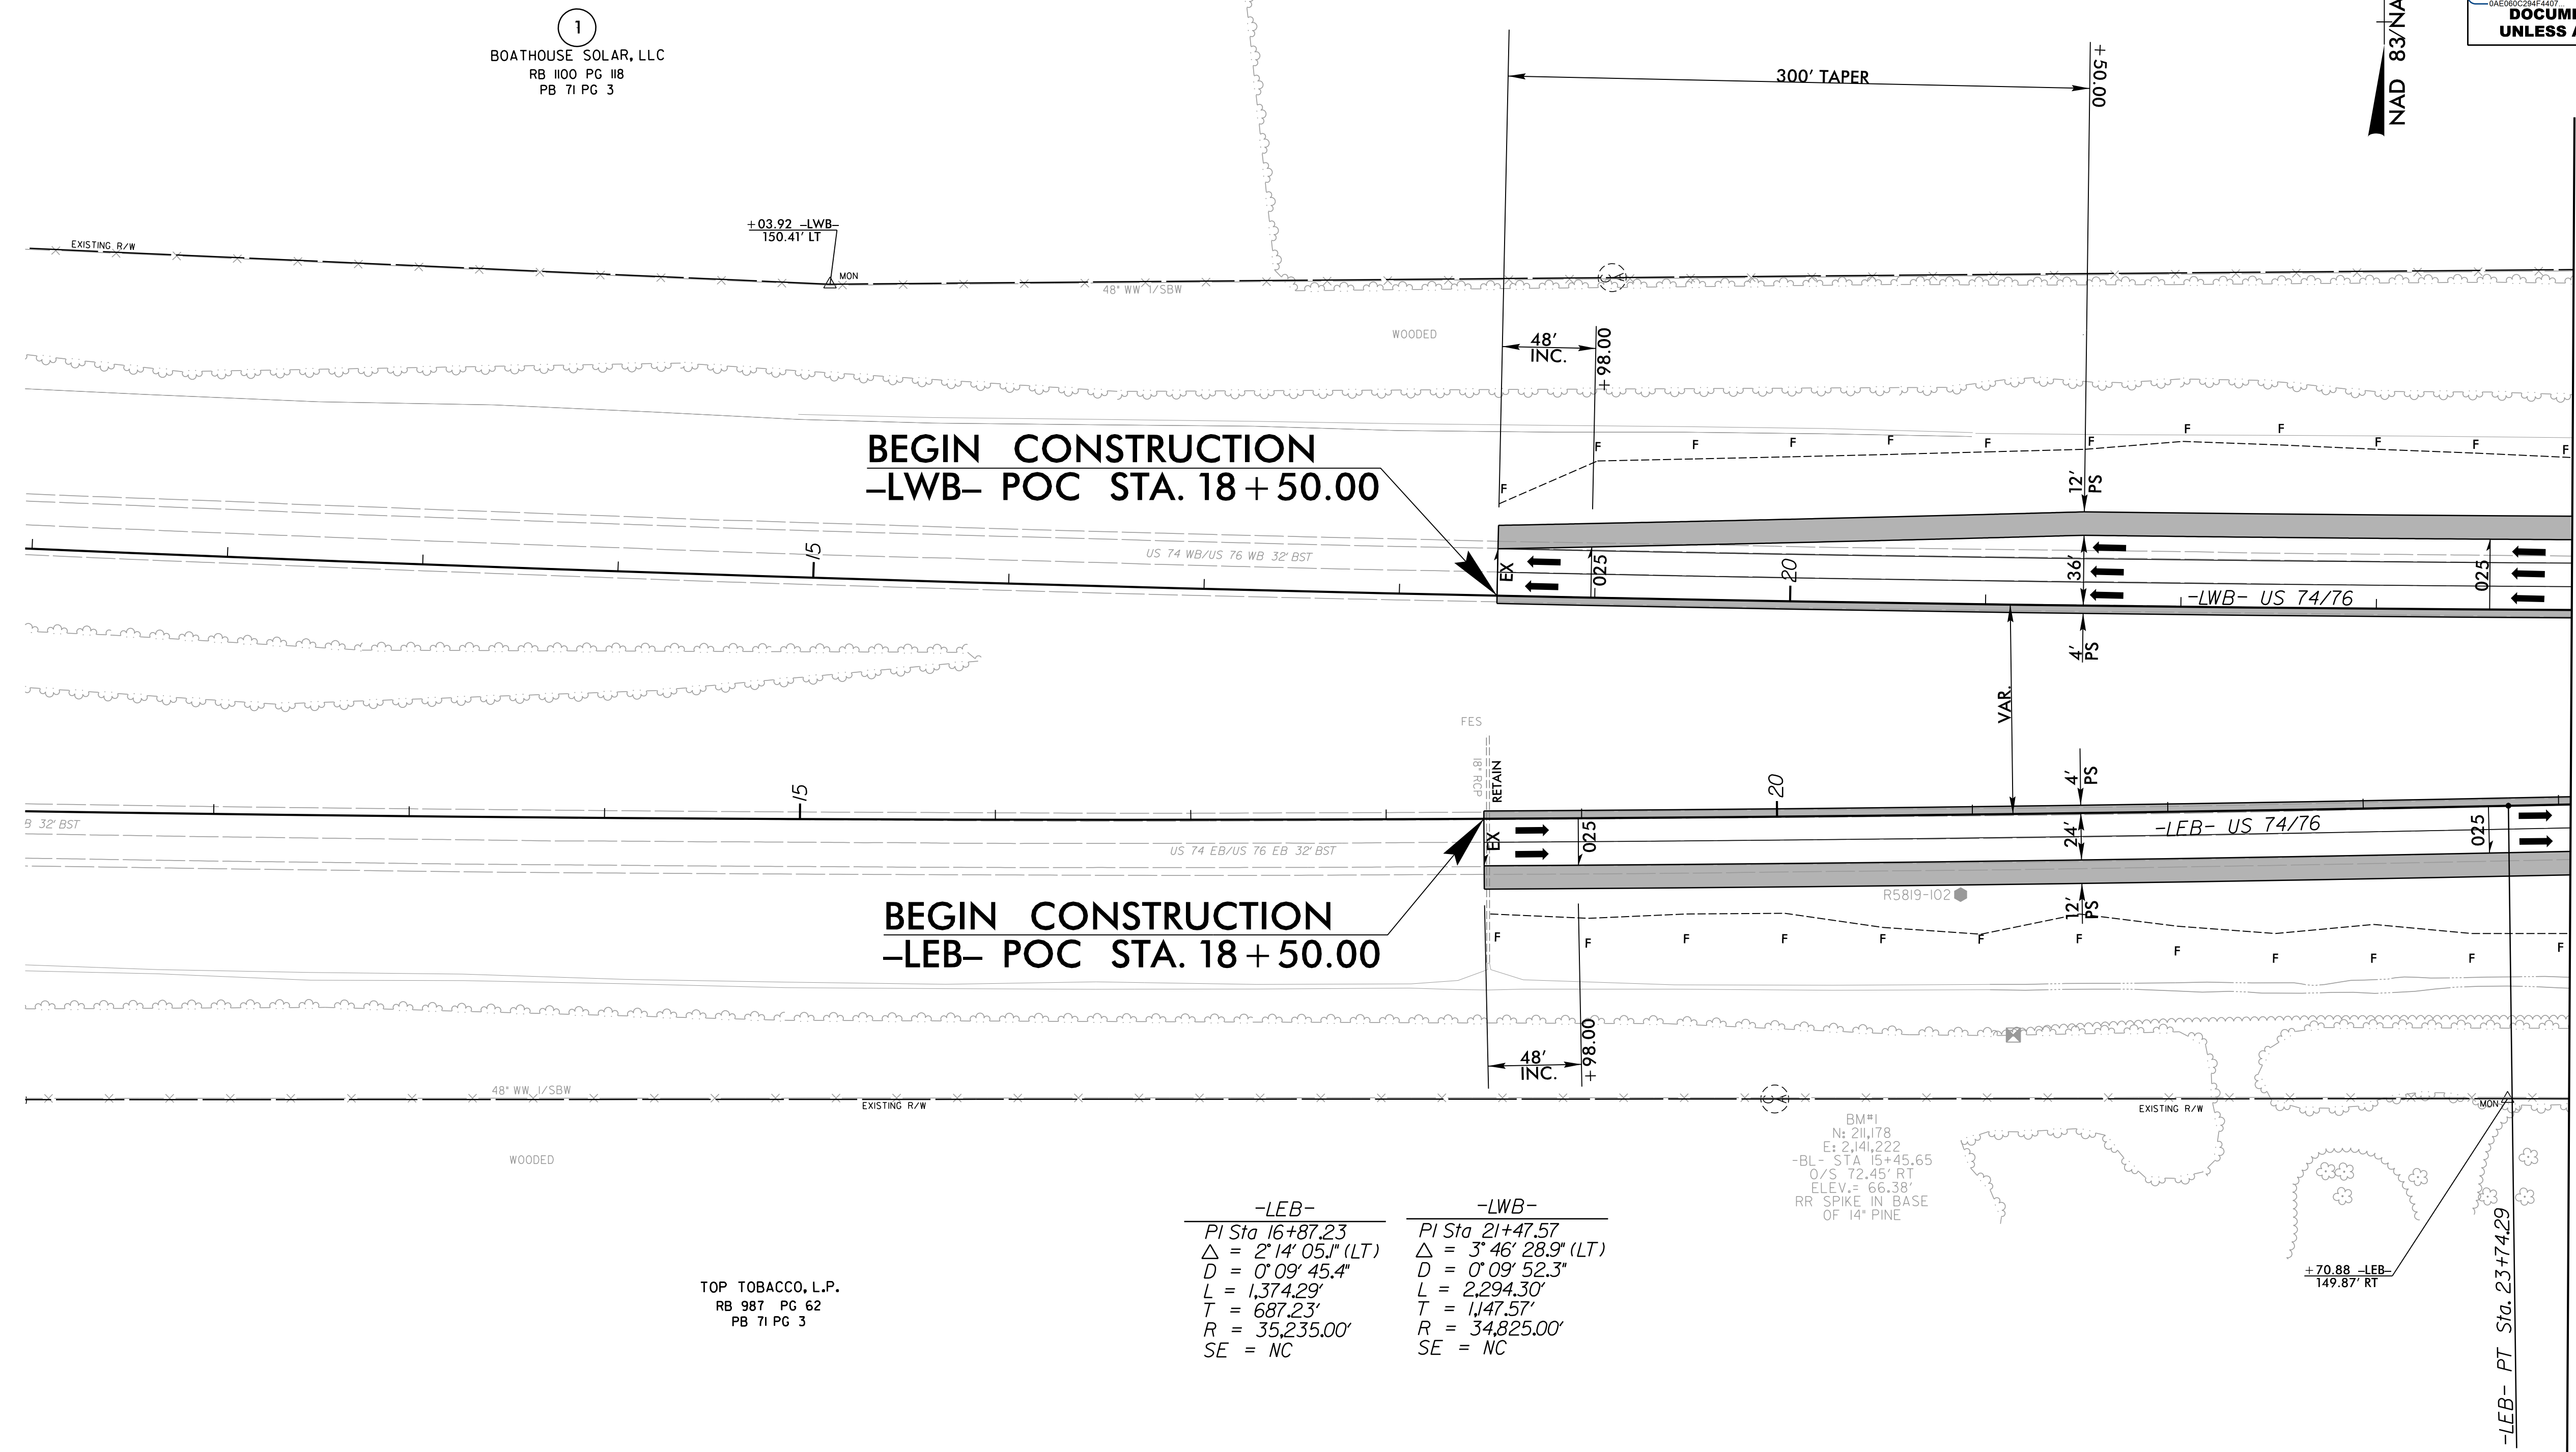 1
BOATHOUSE SOLAR, LLC
RB 1100 PG 118
PB 71 PG 3
0AE060C294F4407...
DOCUM
UNLESS A
NAD 83/NA
300' TAPER
+50.00
+03.92 -LWB-
150.41' LT
EXISTING R/W
MON
48" WW 1/SBW
WOODED
48'
INC.
+98.00
BEGIN CONSTRUCTION
-LWB- POC STA. 18+50.00
F
F
F
F
F
F
F
F
F
F
F
F
12'
PS
US 74 WB/US 76 WB 32' BST
15
EX
025
20
36'
-LWB- US 74/76
025
4'
PS
VAR.
FES
18" RCP
RETAIN
4'
PS
15
20
B 32' BST
US 74 EB/US 76 EB 32' BST
EX
025
24'
-LEB- US 74/76
025
R5819-102
12'
PS
BEGIN CONSTRUCTION
-LEB- POC STA. 18+50.00
F
F
F
F
F
F
F
F
F
F
F
F
48'
INC.
+98.00
48" WW 1/SBW
EXISTING R/W
C
A
EXISTING R/W
MON
BM#1
N: 211,178
E: 2,141,222
-BL- STA 15+45.65
O/S 72.45' RT
ELEV.= 66.38'
RR SPIKE IN BASE
OF 14" PINE
WOODED
-LEB-
PI Sta 16+87.23
△ = 2° 14' 05.1" (LT)
D = 0° 09' 45.4"
L = 1,374.29'
T = 687.23'
R = 35,235.00'
SE = NC
-LWB-
PI Sta 21+47.57
△ = 3° 46' 28.9" (LT)
D = 0° 09' 52.3"
L = 2,294.30'
T = 1,147.57'
R = 34,825.00'
SE = NC
TOP TOBACCO, L.P.
RB 987 PG 62
PB 71 PG 3
+70.88 -LEB-
149.87' RT
-LEB- PT Sta. 23+74.29